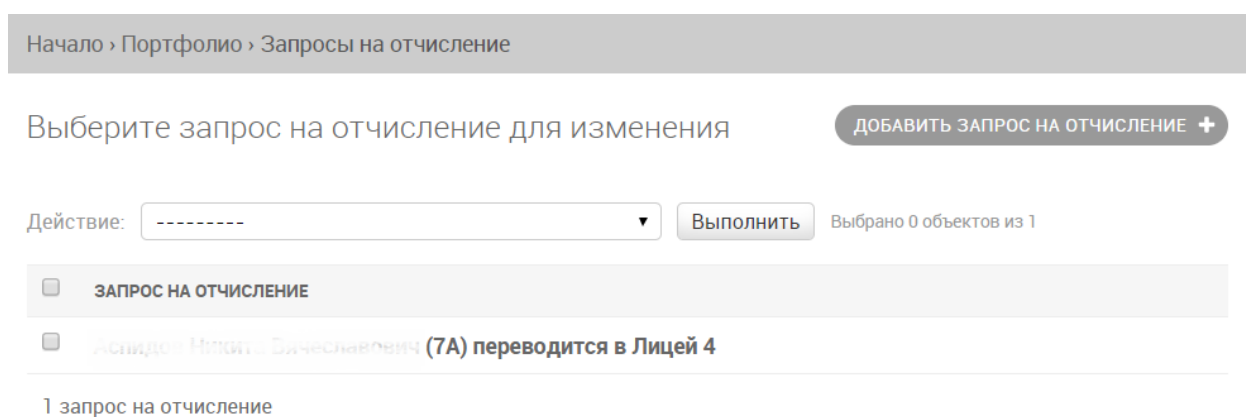 Начало › Портфолио › Запросы на отчисление
Выберите запрос на отчисление для изменения
ДОБАВИТЬ ЗАПРОС НА ОТЧИСЛЕНИЕ +
Действие: --------- Выполнить Выбрано 0 объектов из 1
ЗАПРОС НА ОТЧИСЛЕНИЕ
(7А) переводится в Лицей 4
1 запрос на отчисление